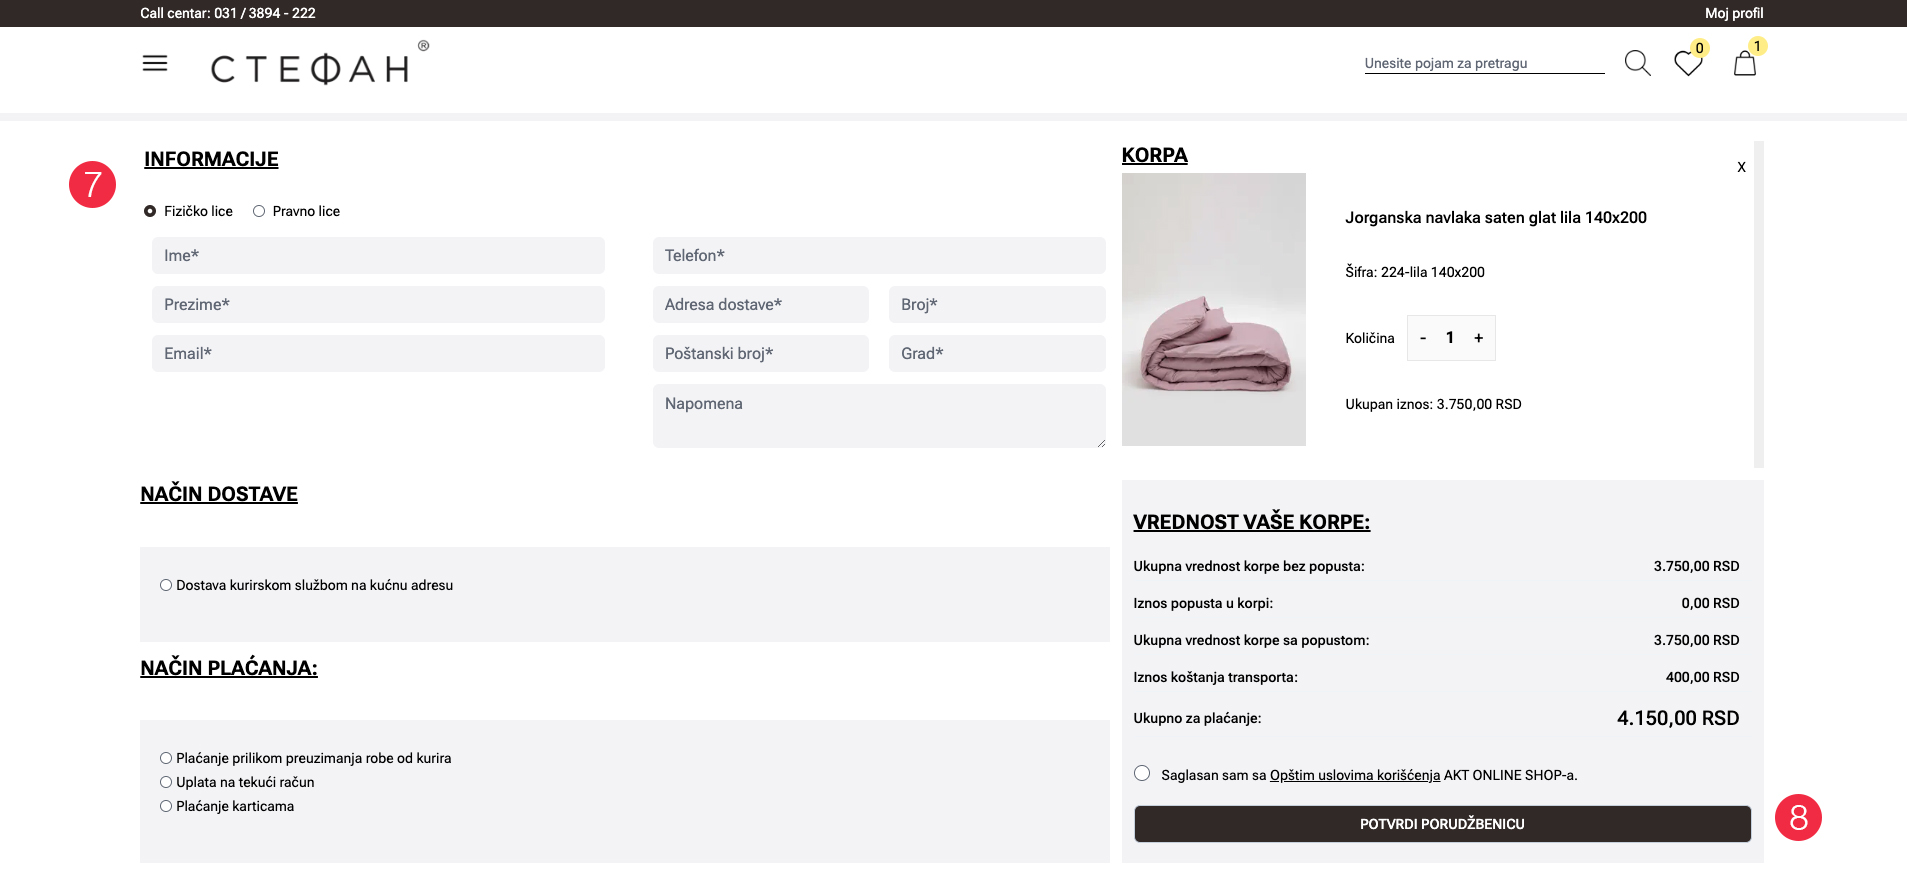 Call centar: 031 / 3894 - 222
Moj profil
СТЕФАН®
Unesite pojam za pretragu
0
1
7
INFORMACIJE
Fizičko lice
Pravno lice
Ime*
Telefon*
Prezime*
Adresa dostave*
Broj*
Email*
Poštanski broj*
Grad*
Napomena
NAČIN DOSTAVE
Dostava kurirskom službom na kućnu adresu
NAČIN PLAĆANJA:
Plaćanje prilikom preuzimanja robe od kurira
Uplata na tekući račun
Plaćanje karticama
KORPA
X
Jorganska navlaka saten glat lila 140x200
Šifra: 224-lila 140x200
Količina - 1 +
Ukupan iznos: 3.750,00 RSD
VREDNOST VAŠE KORPE:
Ukupna vrednost korpe bez popusta: 3.750,00 RSD
Iznos popusta u korpi: 0,00 RSD
Ukupna vrednost korpe sa popustom: 3.750,00 RSD
Iznos koštanja transporta: 400,00 RSD
Ukupno za plaćanje: 4.150,00 RSD
Saglasan sam sa Opštim uslovima korišćenja AKT ONLINE SHOP-a.
POTVRDI PORUDŽBENICU
8